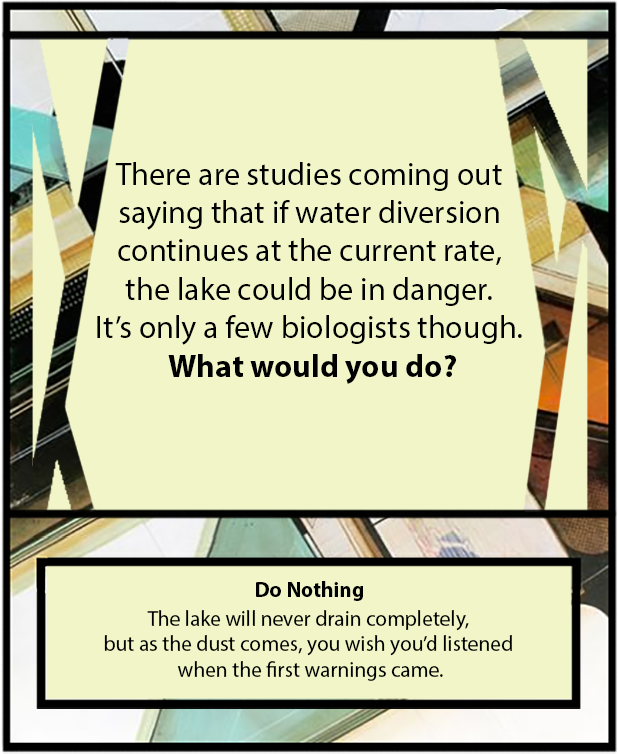 There are studies coming out
saying that if water diversion
continues at the current rate,
the lake could be in danger.
It’s only a few biologists though.
What would you do?
Do Nothing
The lake will never drain completely,
but as the dust comes, you wish you’d listened
when the first warnings came.